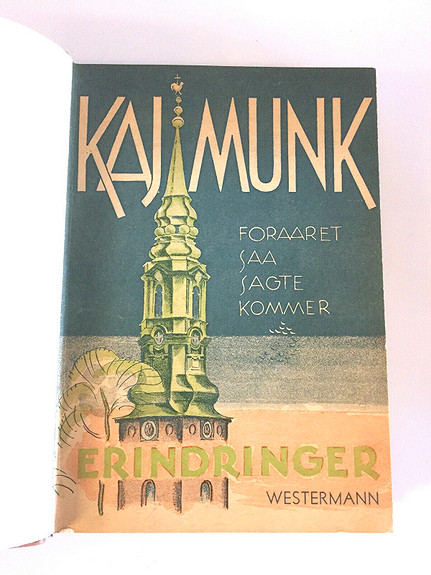 KAJ MUNK
FORAARET
SAA
SAGTE
KOMMER
ERINDRINGER
WESTERMANN